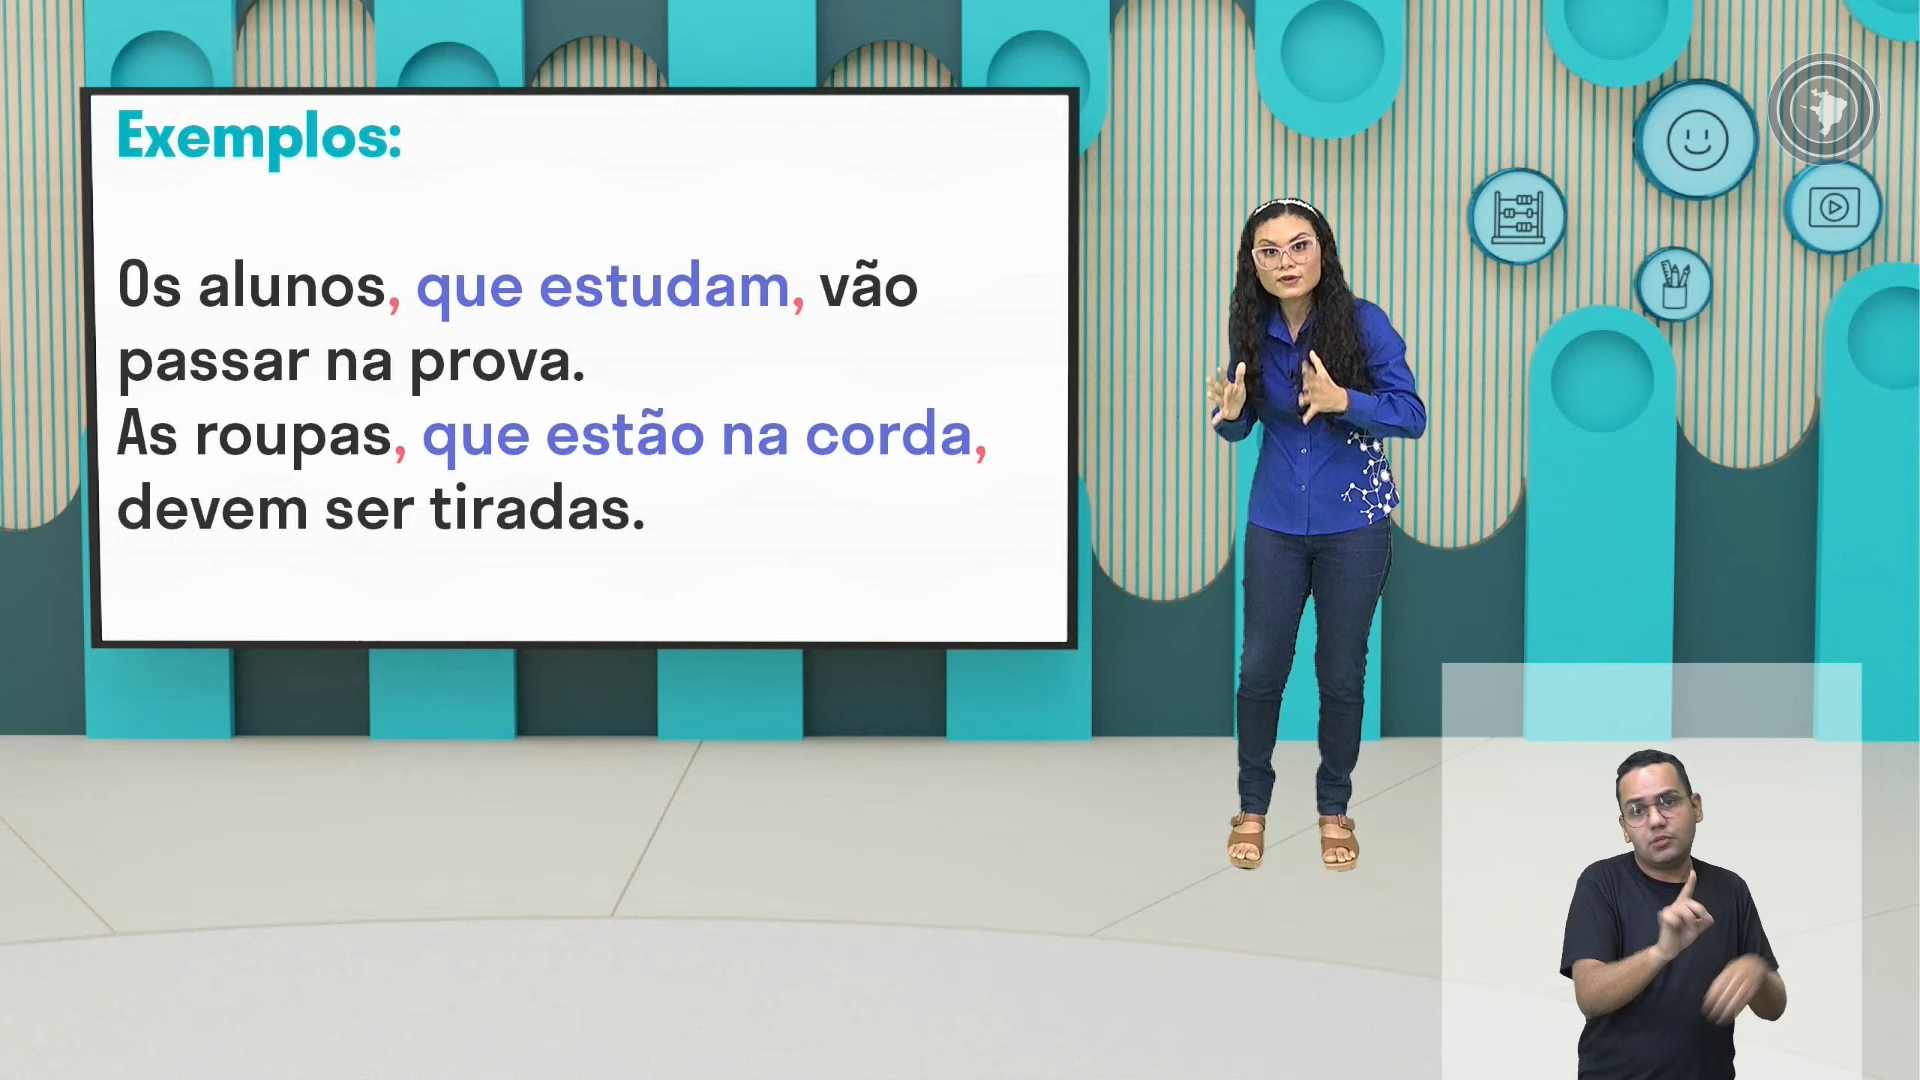 Exemplos:
Os alunos, que estudam, vão
passar na prova.
As roupas, que estão na corda,
devem ser tiradas.